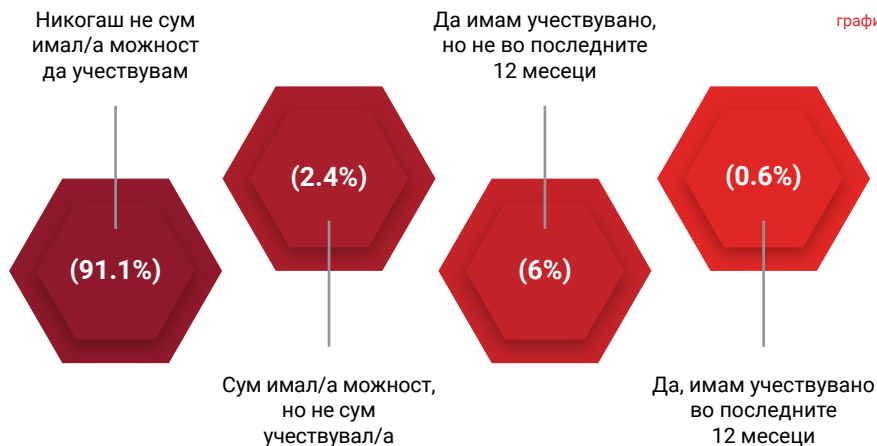 Никогаш не сум
имал/а можност
да учествувам
(91.1%)
(2.4%)
Сум имал/а можност,
но не сум
учествувал/а
Да имам учествувано,
но не во последните
12 месеци
(6%)
(0.6%)
Да, имам учествувано
во последните
12 месеци